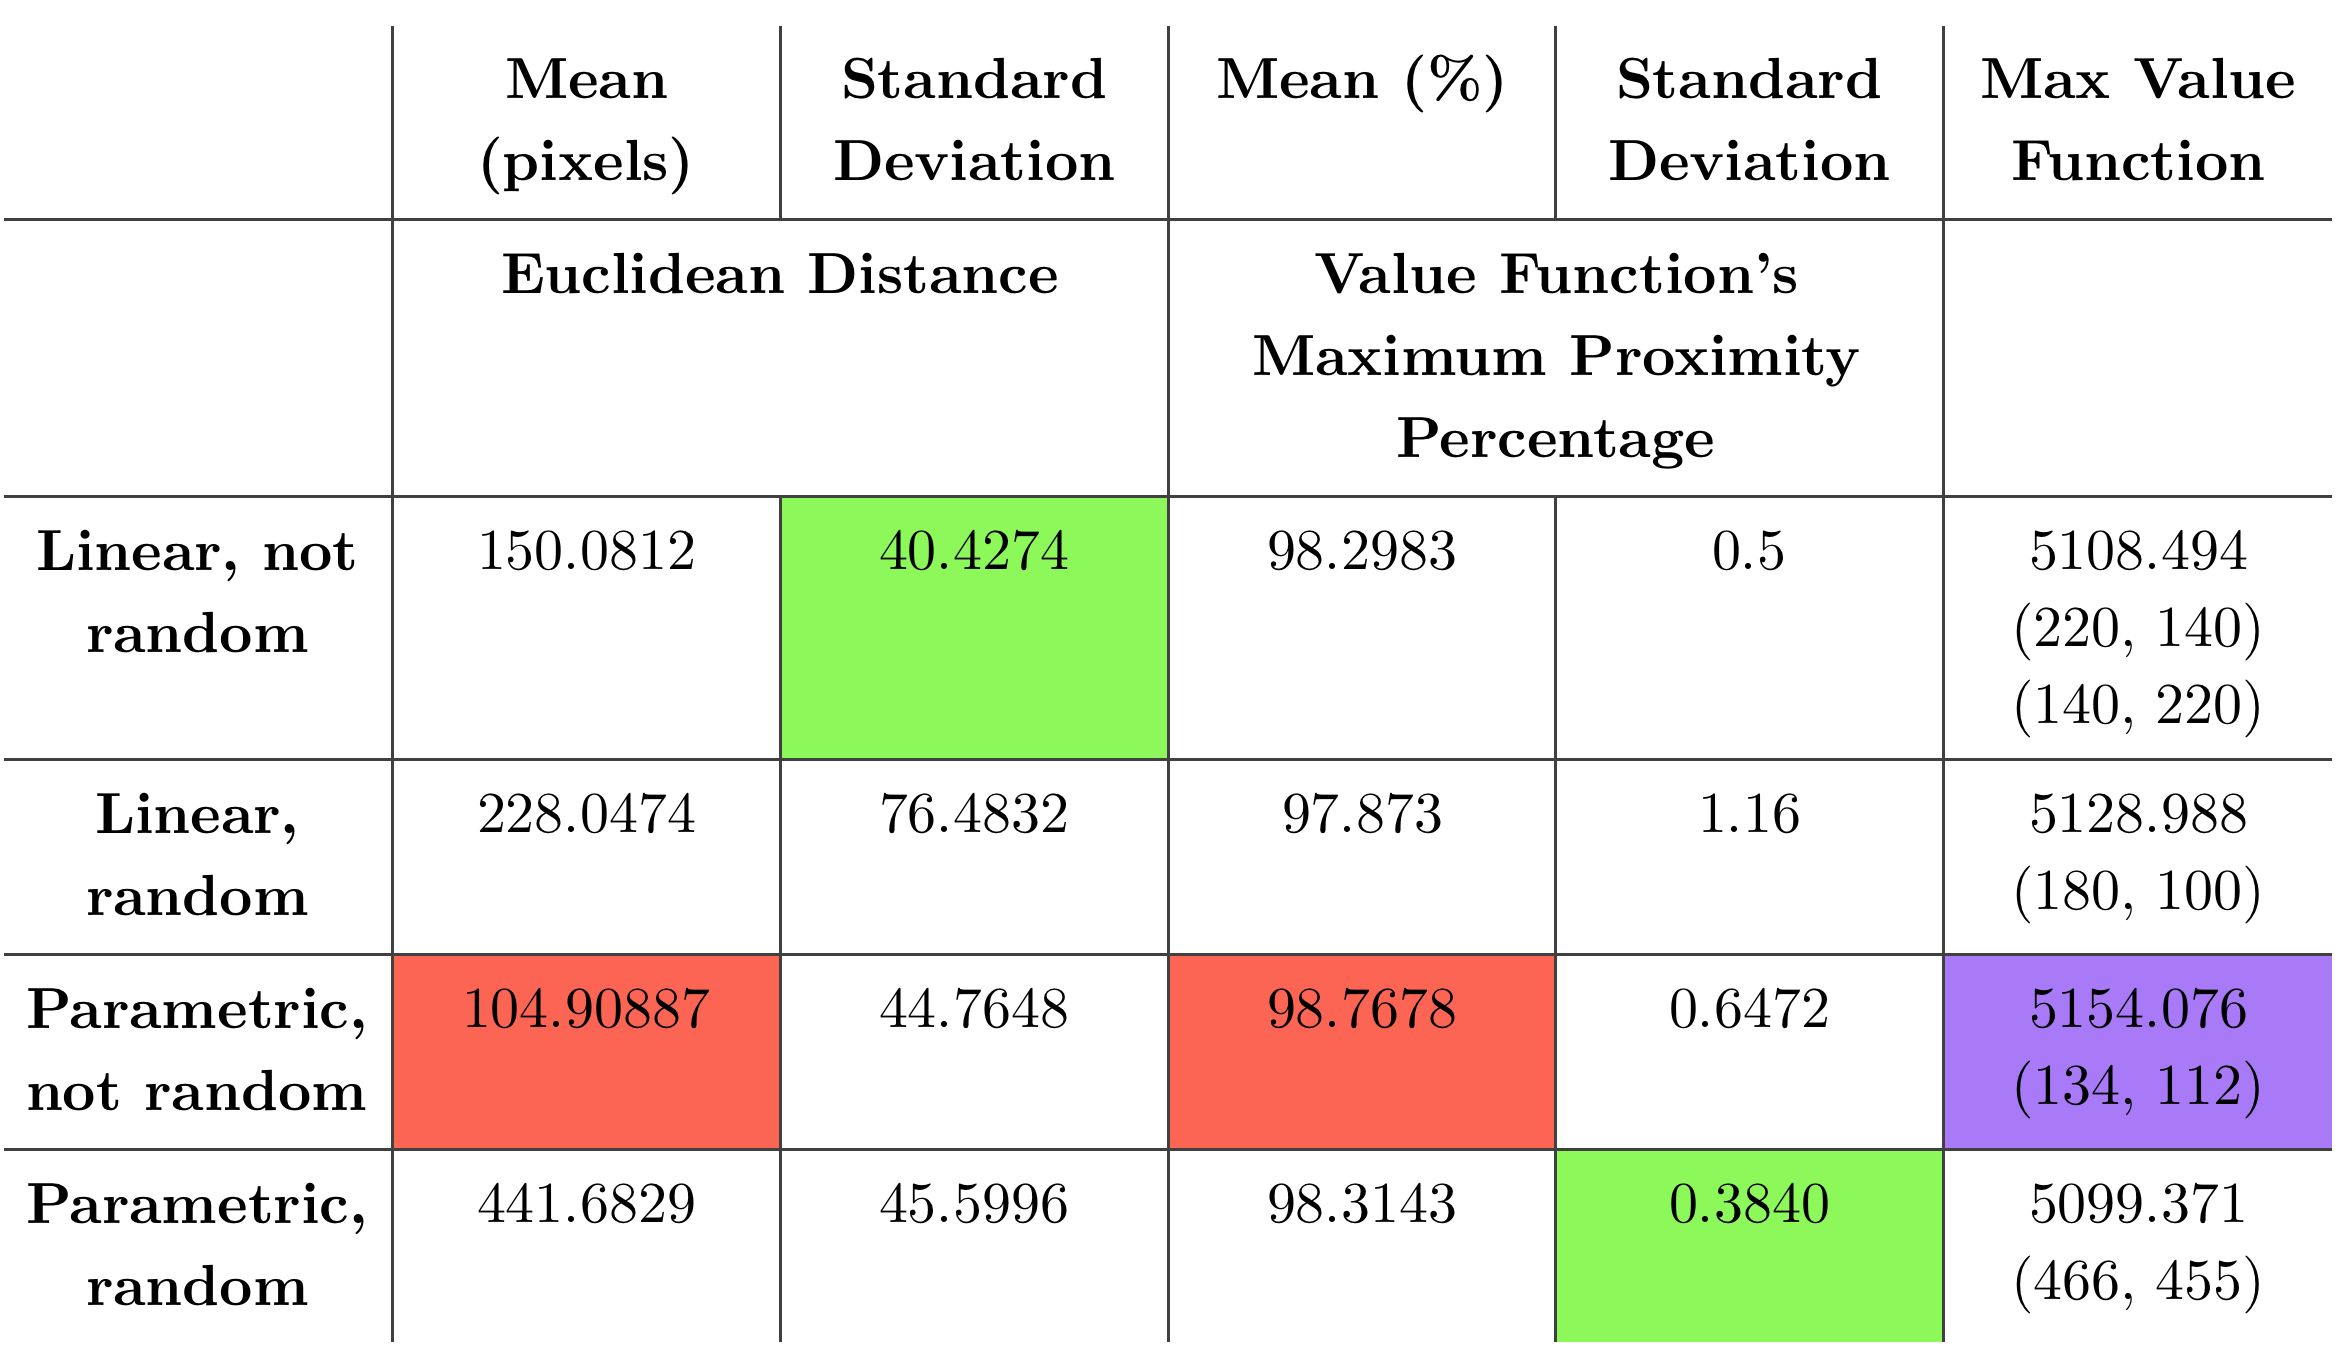 Mean (pixels) Standard Deviation Mean (%) Standard Deviation Max Value Function
Euclidean Distance Value Function's Maximum Proximity Percentage
Linear, not random 150.0812 40.4274 98.2983 0.5 5108.494 (220, 140) (140, 220)
Linear, random 228.0474 76.4832 97.873 1.16 5128.988 (180, 100)
Parametric, not random 104.90887 44.7648 98.7678 0.6472 5154.076 (134, 112)
Parametric, random 441.6829 45.5996 98.3143 0.3840 5099.371 (466, 455)